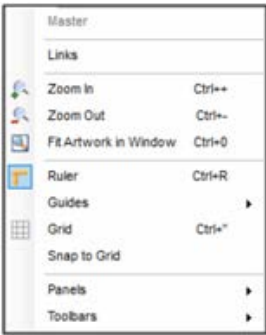 Master
Links
Zoom In Ctrl++
Zoom Out Ctrl+-
Fit Artwork in Window Ctrl+0
Ruler Ctrl+R
Guides
Grid Ctrl+"
Snap to Grid
Panels
Toolbars